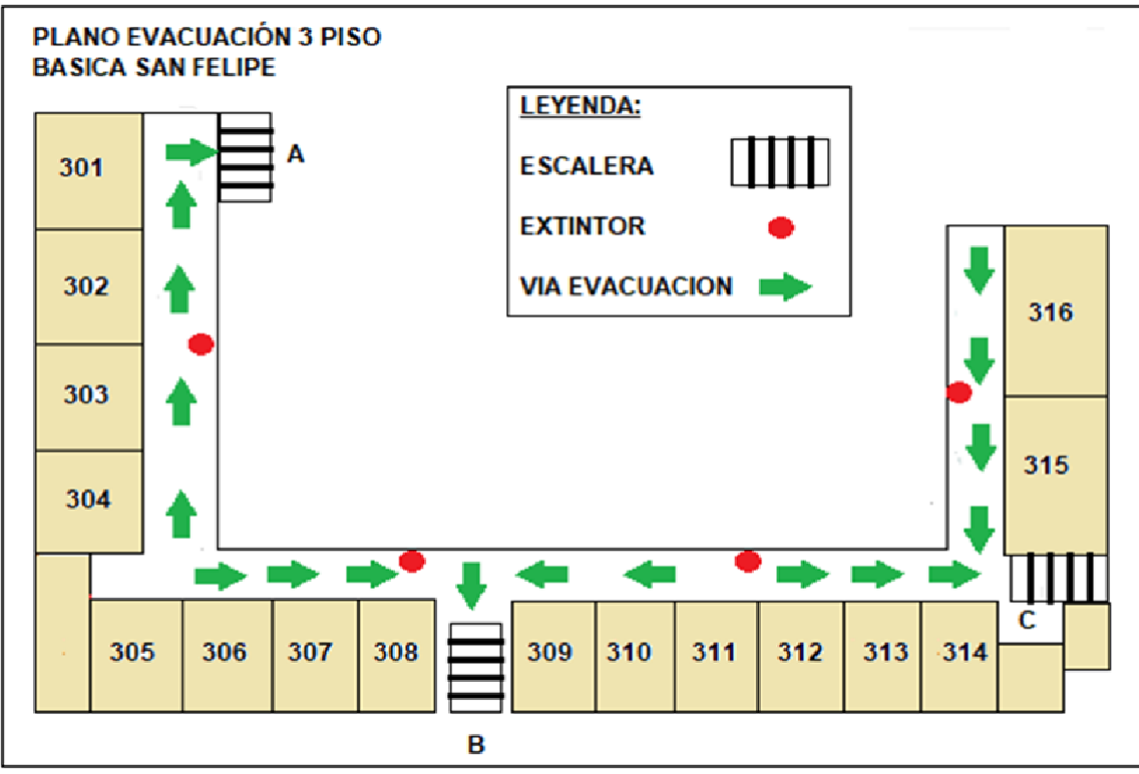 PLANO EVACUACIÓN 3 PISO
BASICA SAN FELIPE
LEYENDA:
ESCALERA
EXTINTOR
VIA EVACUACION
A
301
302
303
304
316
315
305
306
307
308
309
310
311
312
313
314
C
B